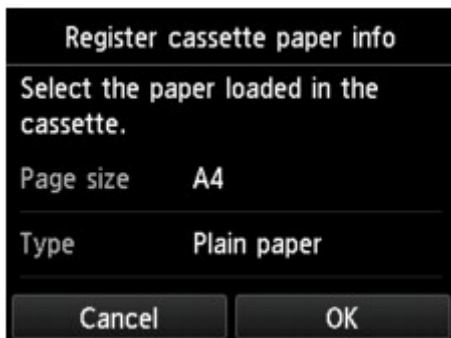 Register cassette paper info
Select the paper loaded in the
cassette.
Page size A4
Type Plain paper
Cancel OK